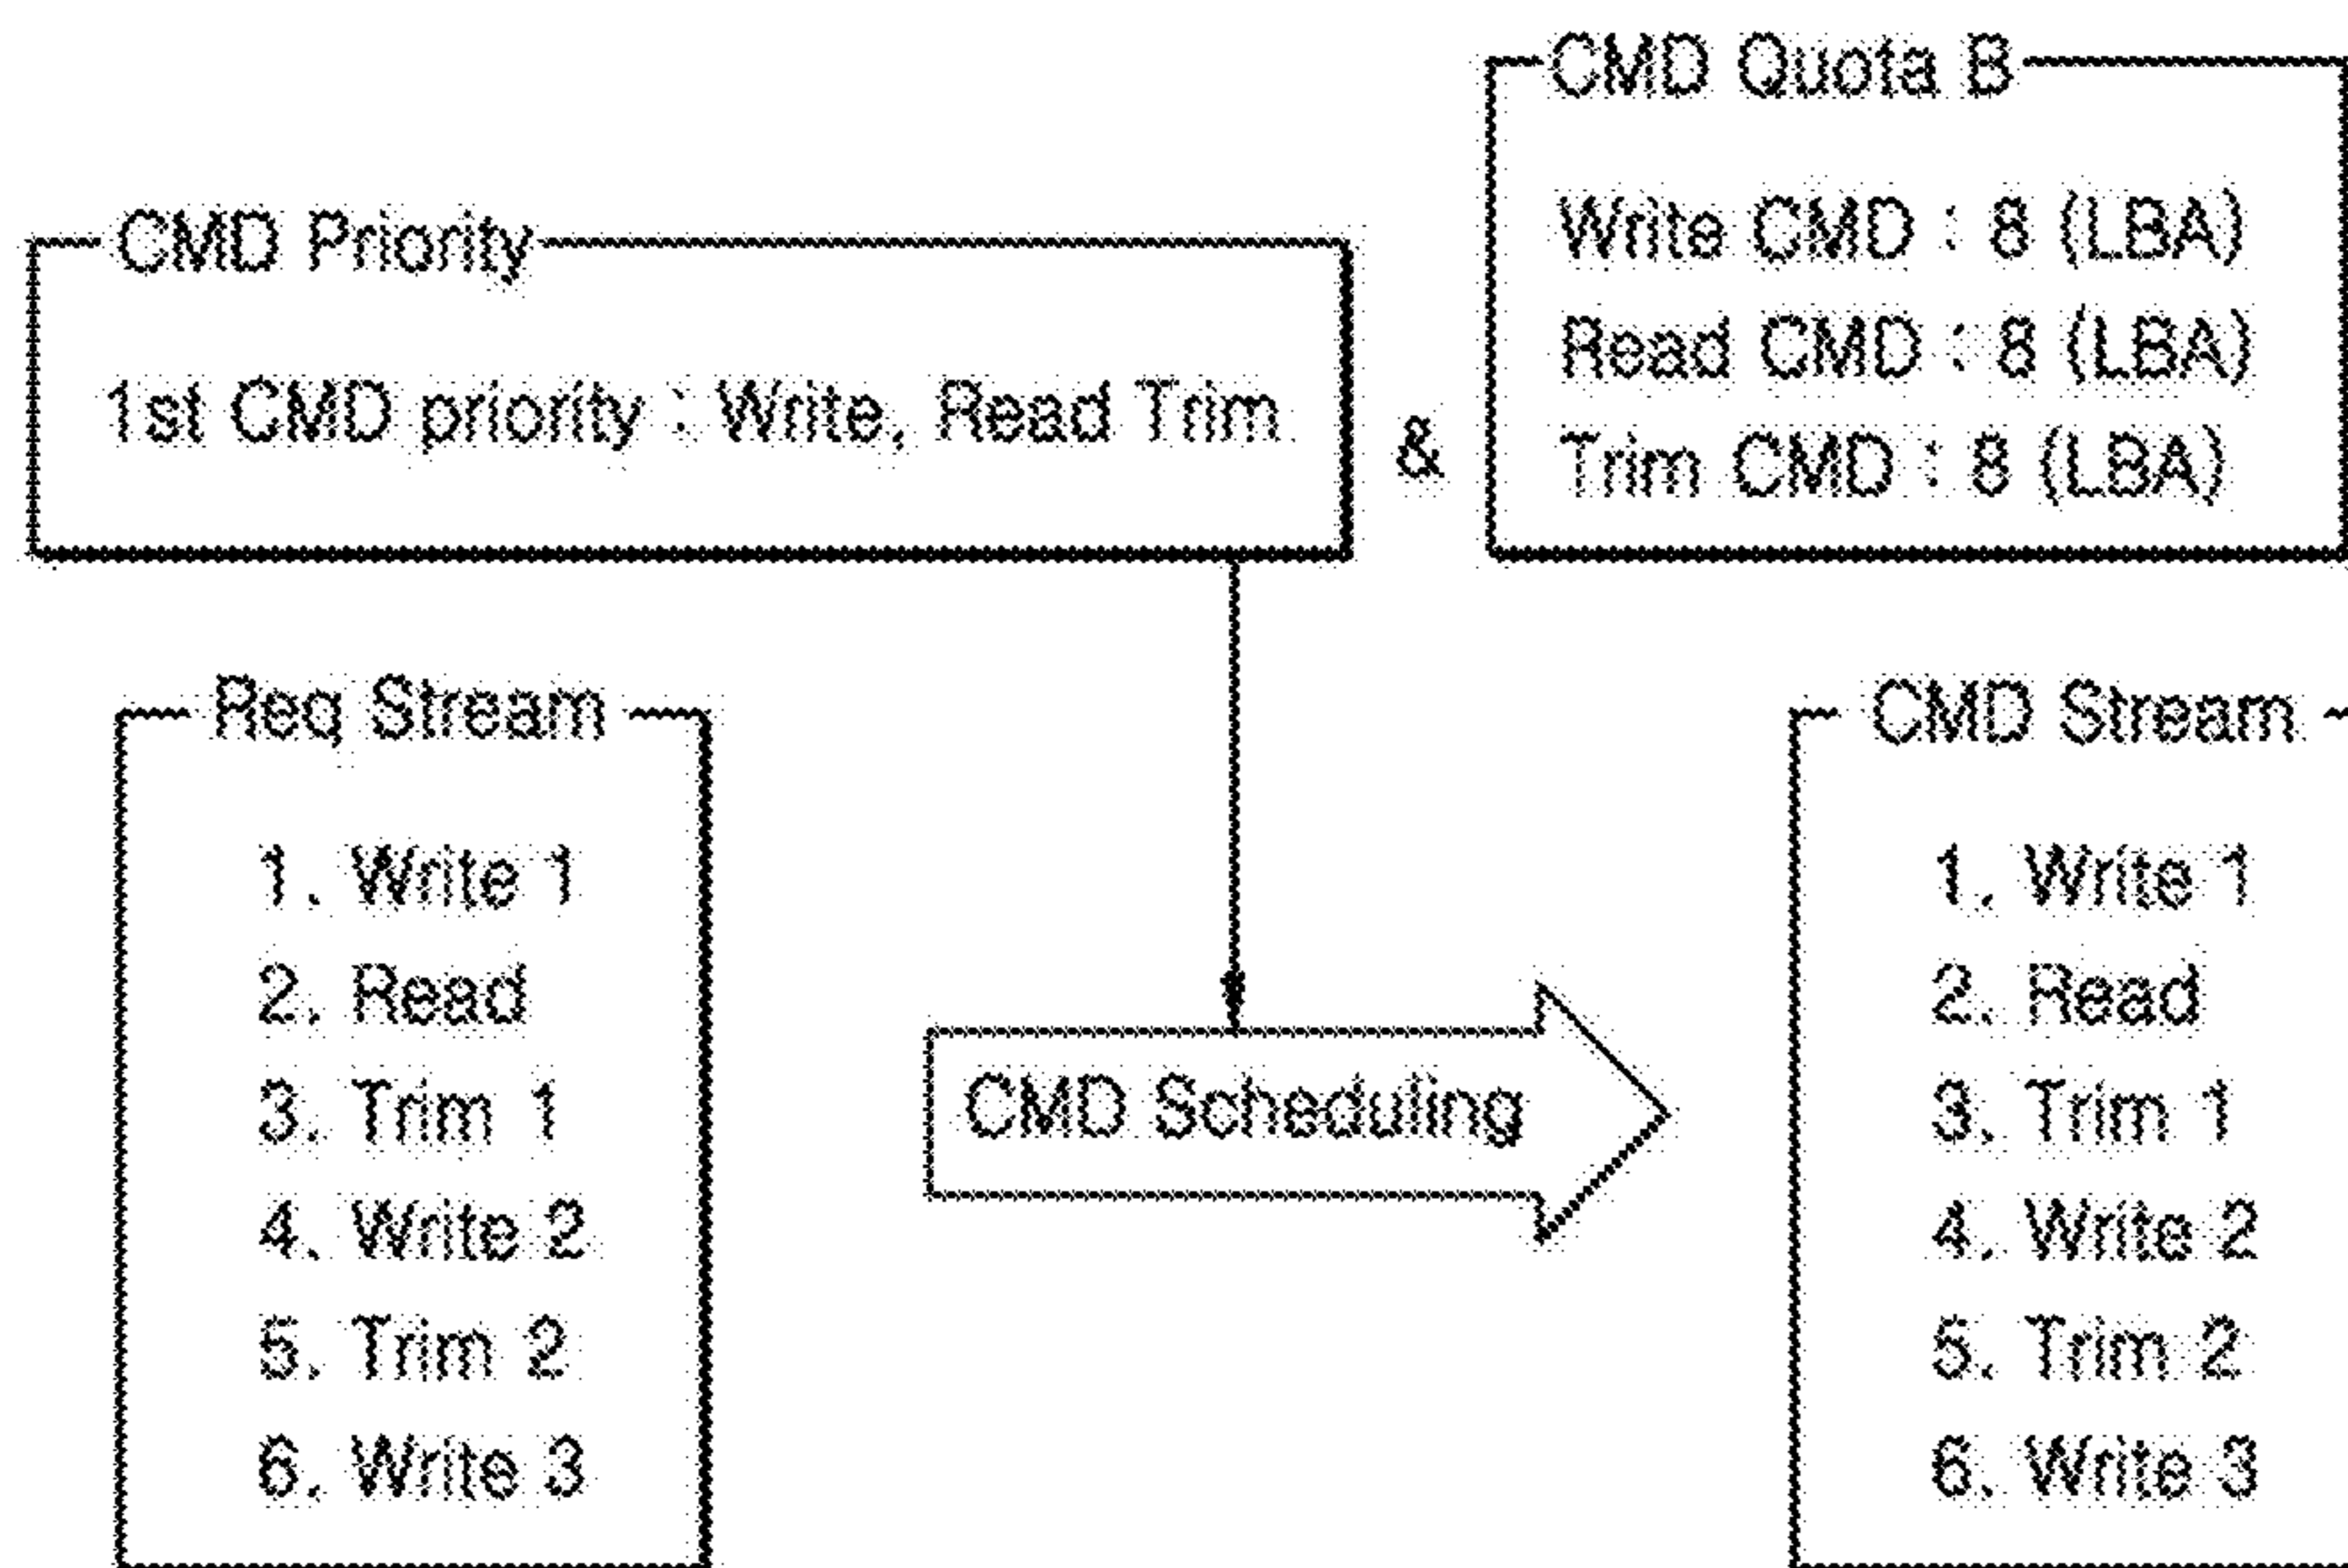 CMD Quota B
Write CMD : 8 (LBA)
Read CMD : 8 (LBA)
Trim CMD : 8 (LBA)
CMD Priority
1st CMD priority : Write, Read Trim
&
Req Stream
1. Write 1
2. Read
3. Trim 1
4. Write 2
5. Trim 2
6. Write 3
CMD Scheduling
CMD Stream
1. Write 1
2. Read
3. Trim 1
4. Write 2
5. Trim 2
6. Write 3